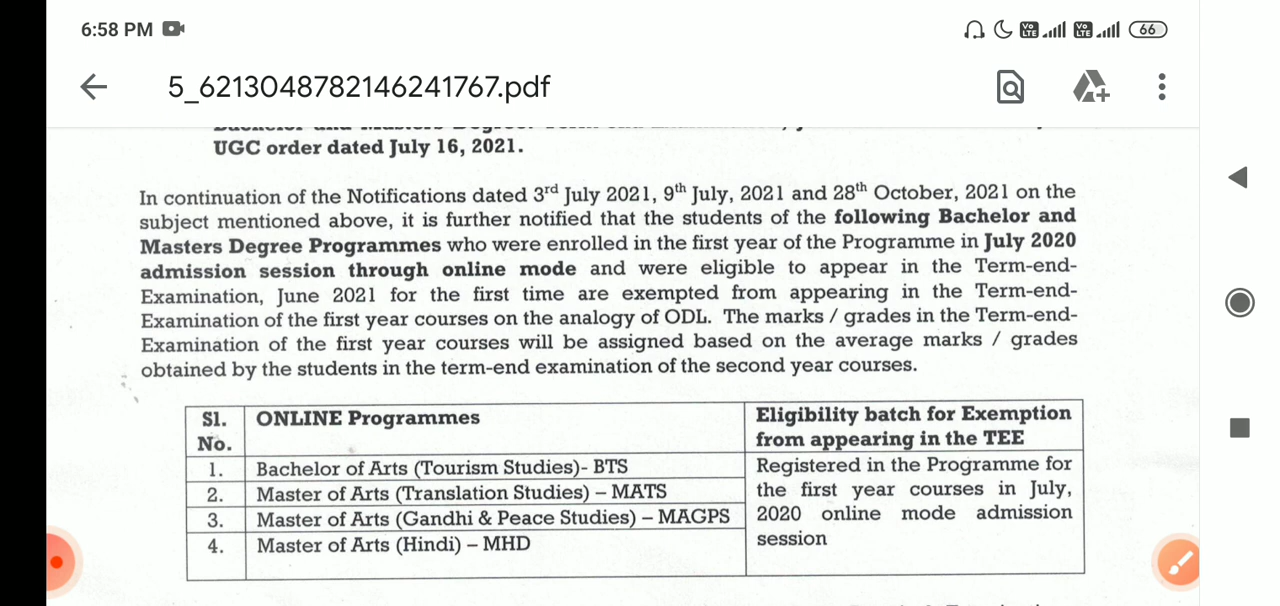 6:58 PM
Vo LTE Vo LTE 66
5_6213048782146241767.pdf
UGC order dated July 16, 2021.
In continuation of the Notifications dated 3rd July 2021, 9th July, 2021 and 28th October, 2021 on the
subject mentioned above, it is further notified that the students of the following Bachelor and
Masters Degree Programmes who were enrolled in the first year of the Programme in July 2020
admission session through online mode and were eligible to appear in the Term-end-
Examination, June 2021 for the first time are exempted from appearing in the Term-end-
Examination of the first year courses on the analogy of ODL. The marks / grades in the Term-end-
Examination of the first year courses will be assigned based on the average marks / grades
obtained by the students in the term-end examination of the second year courses.
Sl. No.
ONLINE Programmes
Eligibility batch for Exemption
from appearing in the TEE
1. Bachelor of Arts (Tourism Studies)- BTS
2. Master of Arts (Translation Studies) – MATS
3. Master of Arts (Gandhi & Peace Studies) – MAGPS
4. Master of Arts (Hindi) – MHD
Registered in the Programme for
the first year courses in July,
2020 online mode admission
session